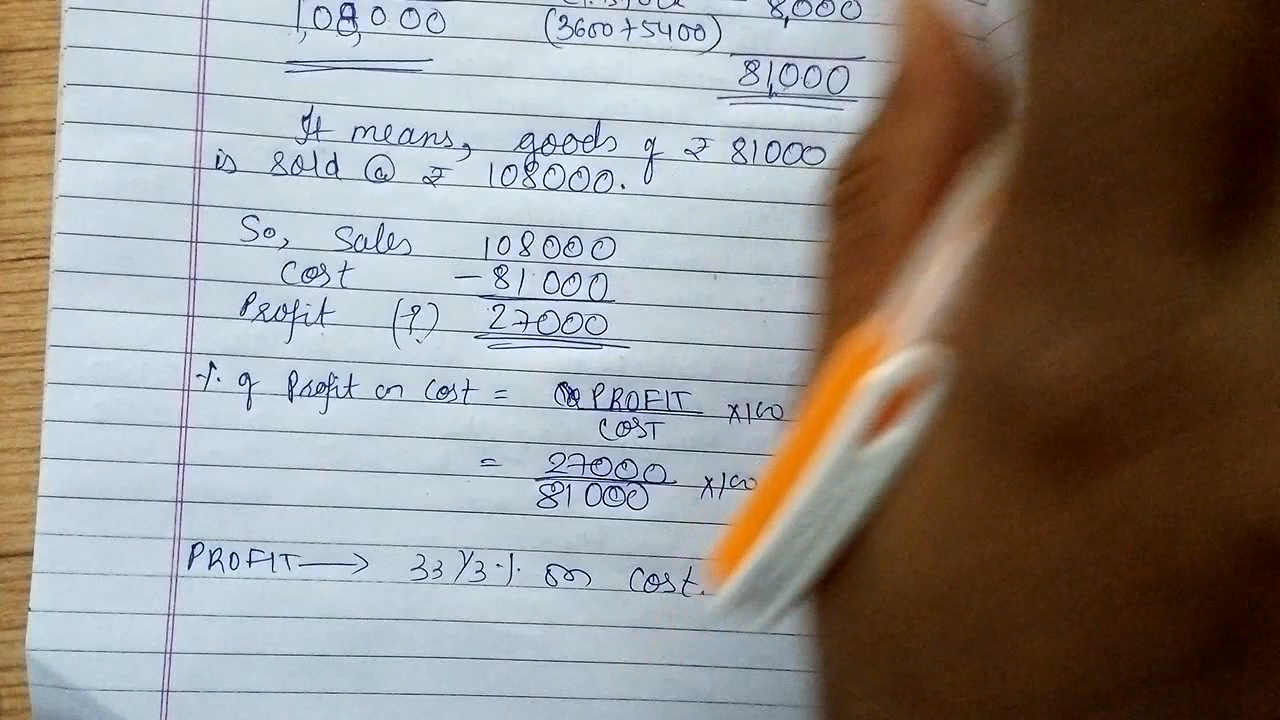 1,08,000 8,000
(3600+5400)
81,000
It means, goods of ₹ 81000
is sold @ ₹ 108000.
So, Sales 108000
Cost - 81000
Profit (?) 27000
% of Profit on Cost = PROFIT / COST ×100
= 27000 / 81000 ×100
PROFIT → 33 1/3 % on Cost.